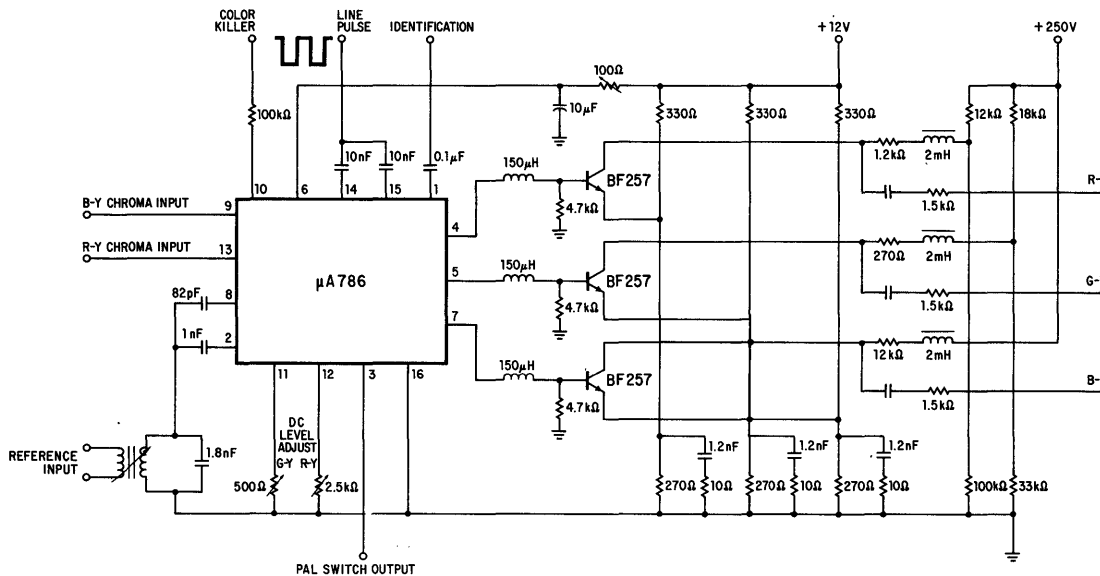 COLOR KILLER
LINE PULSE
IDENTIFICATION
+12V
+250V
100kΩ
100Ω
10μF
330Ω
330Ω
330Ω
12kΩ
18kΩ
10nF
10nF
0.1μF
10
6
14
15
1
150μH
BF257
4.7kΩ
1.2kΩ
2mH
1.5kΩ
R-
B-Y CHROMA INPUT
9
R-Y CHROMA INPUT
13
82pF
8
1nF
2
μA786
4
5
7
150μH
BF257
4.7kΩ
270Ω
2mH
1.5kΩ
G-
150μH
BF257
4.7kΩ
12kΩ
2mH
1.5kΩ
B-
11
12
3
16
REFERENCE INPUT
1.8nF
DC LEVEL ADJUST
G-Y R-Y
500Ω
2.5kΩ
1.2nF
1.2nF
1.2nF
270Ω
10Ω
270Ω
10Ω
270Ω
10Ω
100kΩ
33kΩ
PAL SWITCH OUTPUT